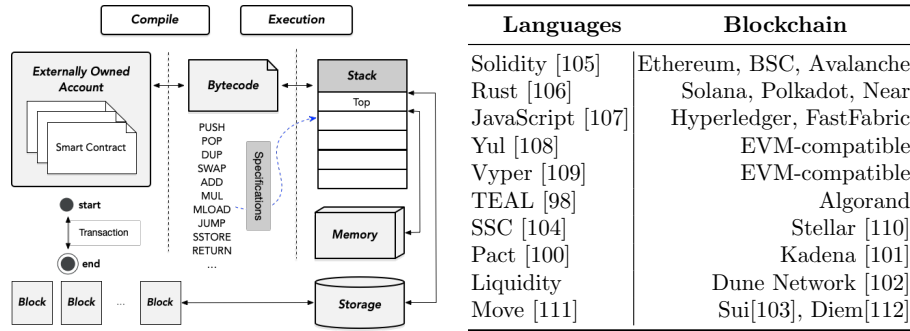 Compile
Execution
Externally Owned
Account
Smart Contract
Bytecode
Stack
Top
PUSH
POP
DUP
SWAP
ADD
MUL
MLOAD
JUMP
SSTORE
RETURN
...
Specifications
start
Transaction
end
Memory
Block
Block
...
Block
Storage
Languages Blockchain
Solidity [105] Ethereum, BSC, Avalanche
Rust [106] Solana, Polkadot, Near
JavaScript [107] Hyperledger, FastFabric
Yul [108] EVM-compatible
Vyper [109] EVM-compatible
TEAL [98] Algorand
SSC [104] Stellar [110]
Pact [100] Kadena [101]
Liquidity Dune Network [102]
Move [111] Sui[103], Diem[112]